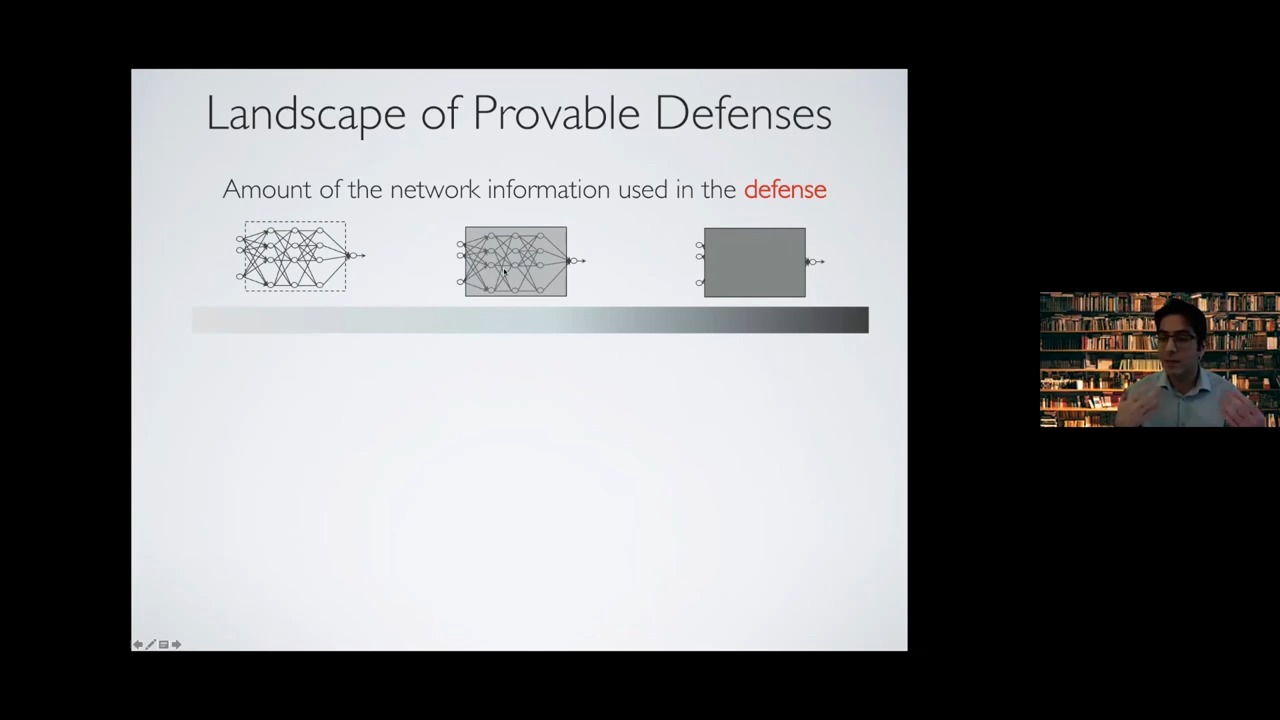 Landscape of Provable Defenses
Amount of the network information used in the defense